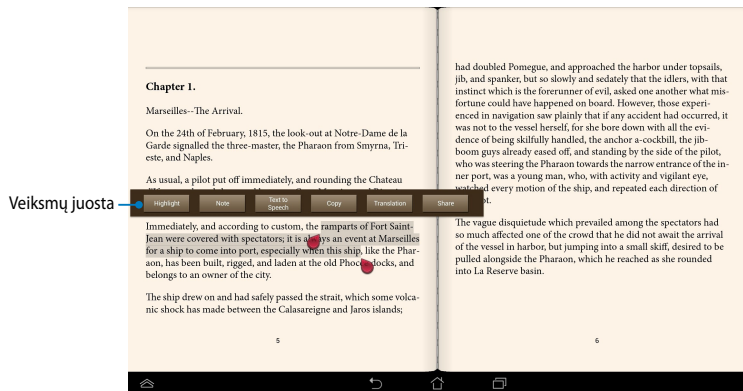 Chapter 1.
Marseilles--The Arrival.
On the 24th of February, 1815, the look-out at Notre-Dame de la
Garde signalled the three-master, the Pharaon from Smyrna, Tri-
este, and Naples.
As usual, a pilot put off immediately, and rounding the Chateau
Veiksmų juosta
Highlight
Note
Text to
Speech
Copy
Translation
Share
Immediately, and according to custom, the ramparts of Fort Saint-
Jean were covered with spectators; it is always an event at Marseilles
for a ship to come into port, especially when this ship, like the Phar-
aon, has been built, rigged, and laden at the old Phocee docks, and
belongs to an owner of the city.
The ship drew on and had safely passed the strait, which some volca-
nic shock has made between the Calasareigne and Jaros islands;
5
had doubled Pomegue, and approached the harbor under topsails,
jib, and spanker, but so slowly and sedately that the idlers, with that
instinct which is the forerunner of evil, asked one another what mis-
fortune could have happened on board. However, those experi-
enced in navigation saw plainly that if any accident had occurred, it
was not to the vessel herself, for she bore down with all the evi-
dence of being skilfully handled, the anchor a-cockbill, the jib-
boom guys already eased off, and standing by the side of the pilot,
who was steering the Pharaon towards the narrow entrance of the in-
ner port, was a young man, who, with activity and vigilant eye,
watched every motion of the ship, and repeated each direction of
The vague disquietude which prevailed among the spectators had
so much affected one of the crowd that he did not await the arrival
of the vessel in harbor, but jumping into a small skiff, desired to be
pulled alongside the Pharaon, which he reached as she rounded
into La Reserve basin.
6